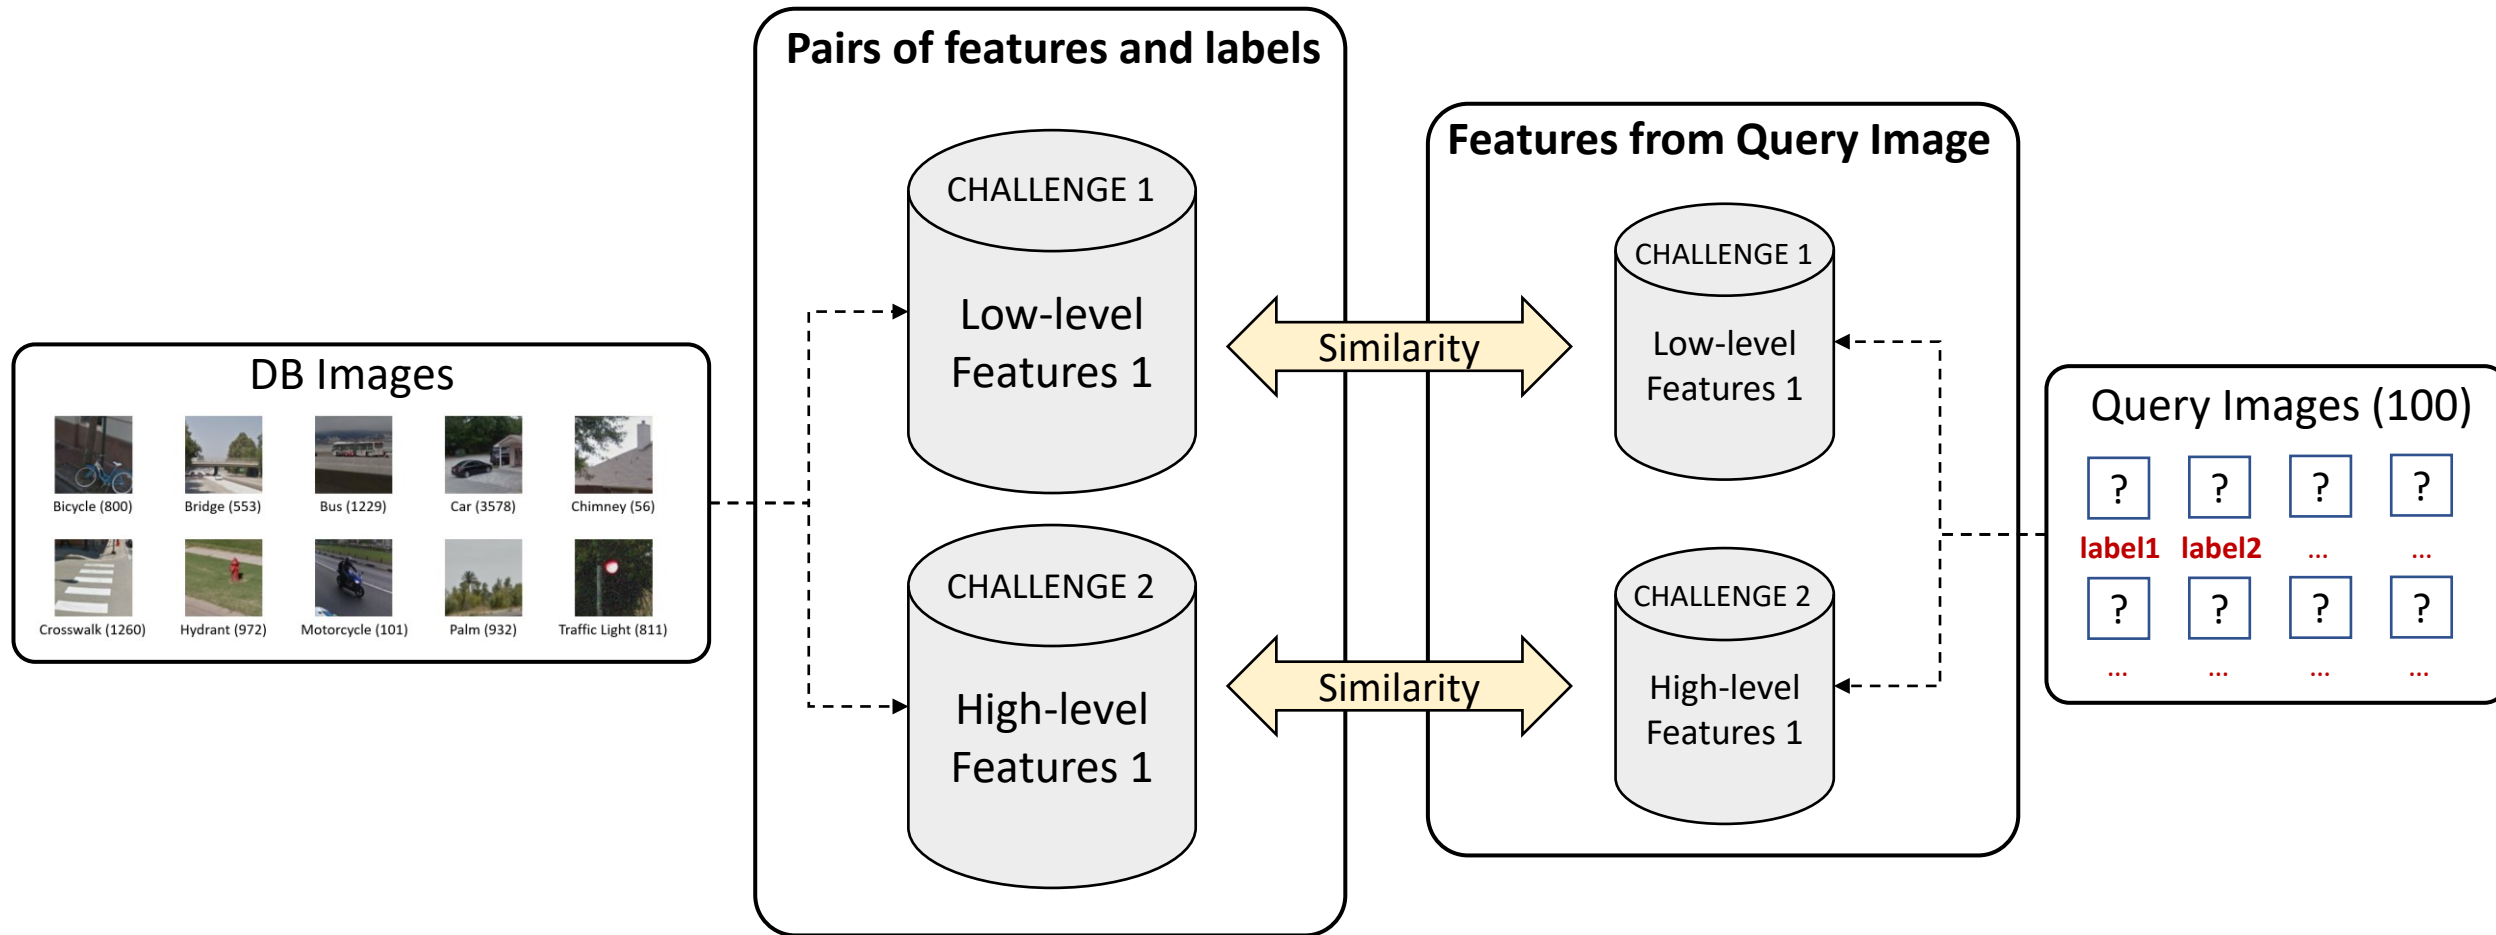 Pairs of features and labels
CHALLENGE 1
Low-level
Features 1
CHALLENGE 2
High-level
Features 1
Features from Query Image
CHALLENGE 1
Low-level
Features 1
CHALLENGE 2
High-level
Features 1
Similarity
Similarity
DB Images
Bicycle (800) Bridge (553) Bus (1229) Car (3578) Chimney (56)
Crosswalk (1260) Hydrant (972) Motorcycle (101) Palm (932) Traffic Light (811)
Query Images (100)
? ? ? ?
label1 label2 ... ...
? ? ? ?
... ... ... ...